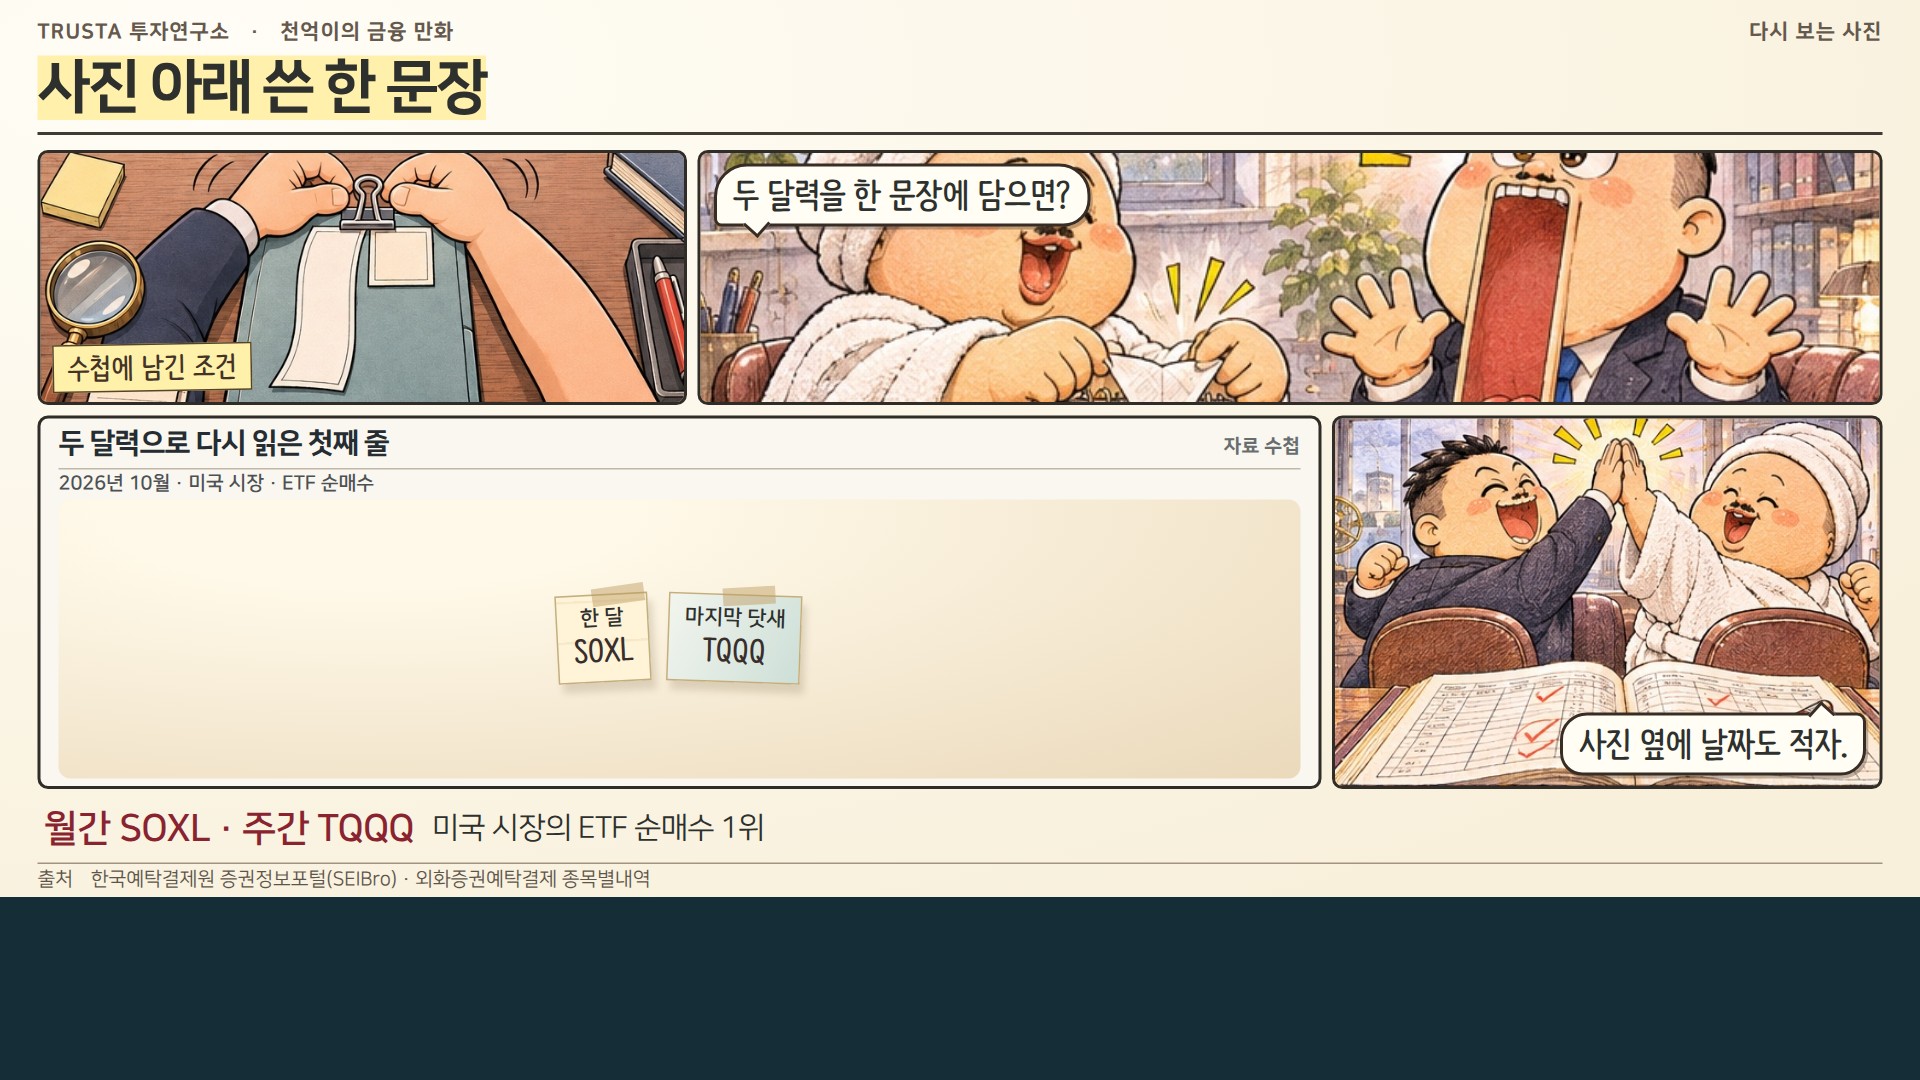 TRUSTA 투자연구소 · 천억이의 금융 만화
다시 보는 사진
사진 아래 쓴 한 문장
수첩에 남긴 조건
두 달력을 한 문장에 담으면?
두 달력으로 다시 읽은 첫째 줄
자료 수첩
2026년 10월 · 미국 시장 · ETF 순매수
한 달
SOXL
마지막 닷새
TQQQ
사진 옆에 날짜도 적자.
월간 SOXL · 주간 TQQQ 미국 시장의 ETF 순매수 1위
출처 한국예탁결제원 증권정보포털(SEIBro) · 외화증권예탁결제 종목별내역